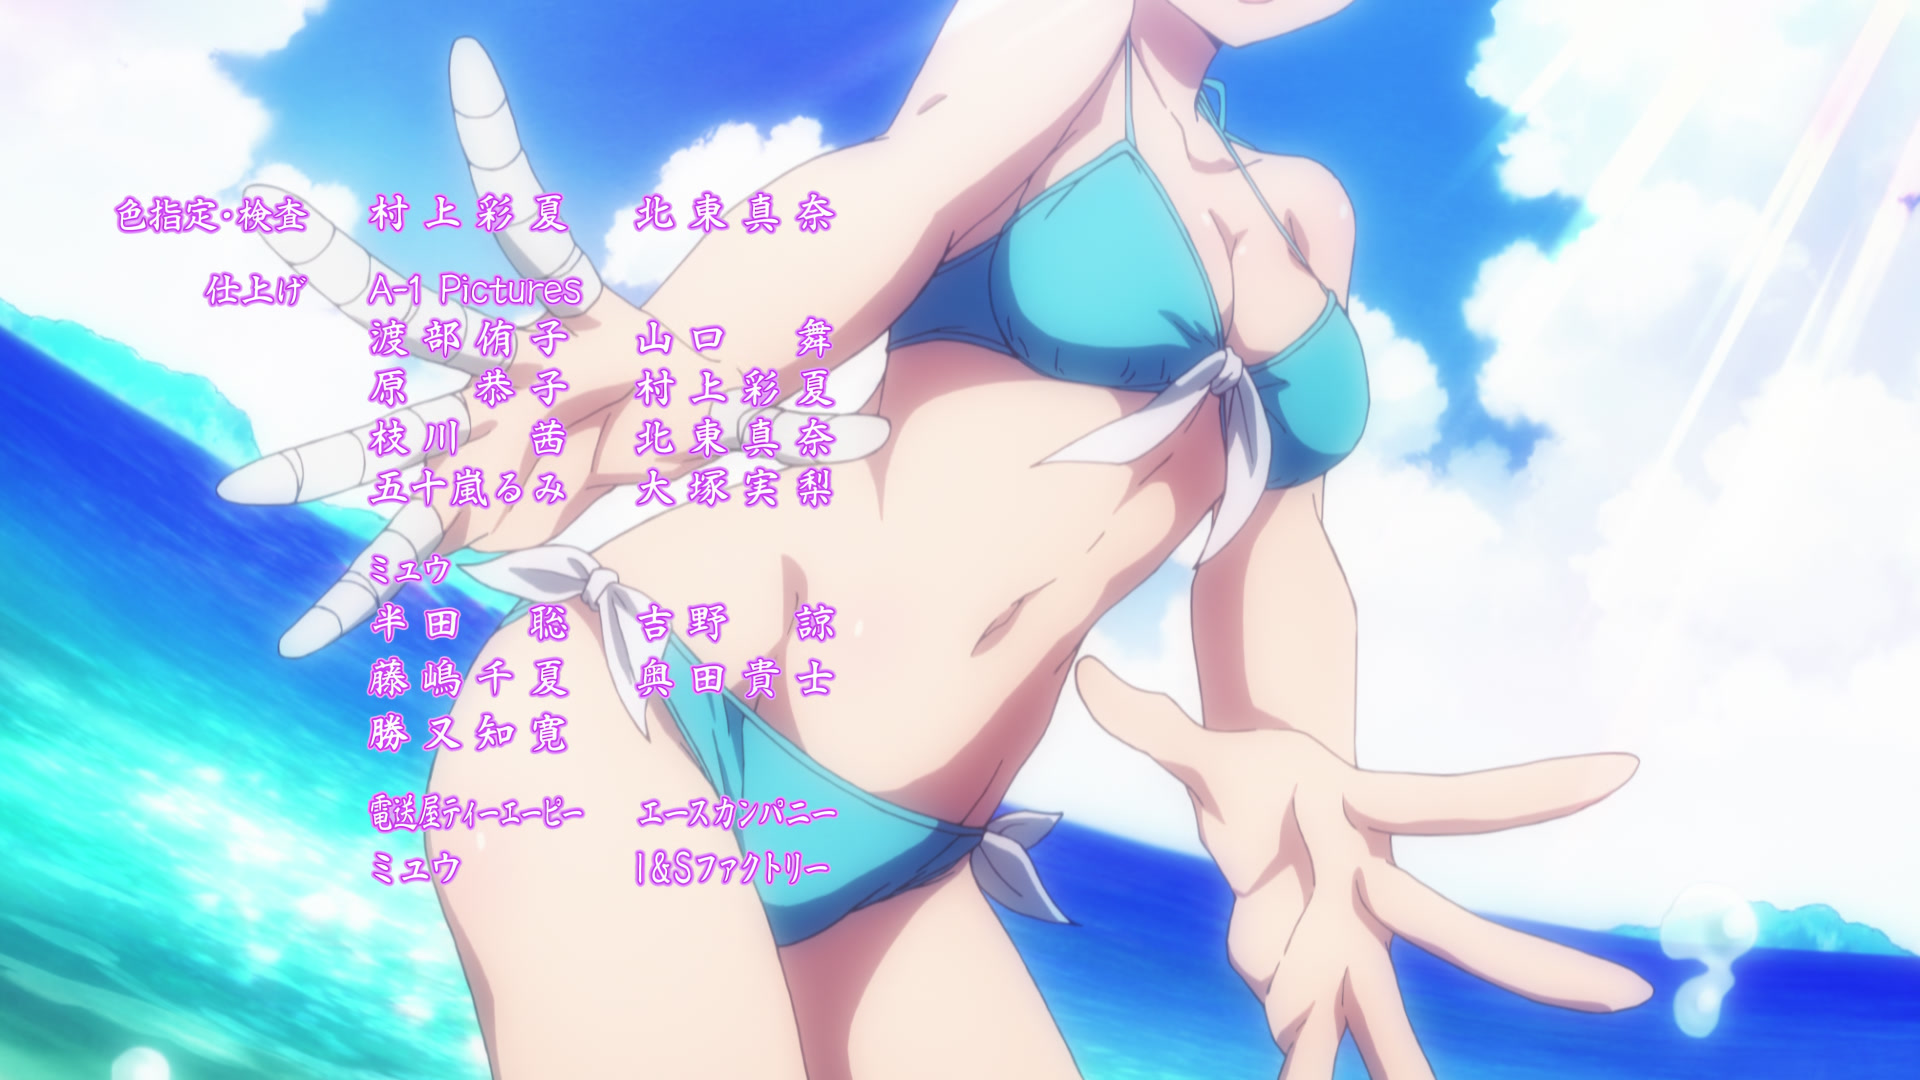 色指定・検査 村上彩夏 北東真奈
仕上げ A-1 Pictures
渡部侑子 山口舞
原恭子 村上彩夏
枝川茜 北東真奈
五十嵐るみ 大塚実梨
ミュウ
半田聡 吉野諒
藤嶋千夏 奥田貴士
勝又知寛
電送屋ティーエーピー エースカンパニー
ミュウ I&Sファクトリー